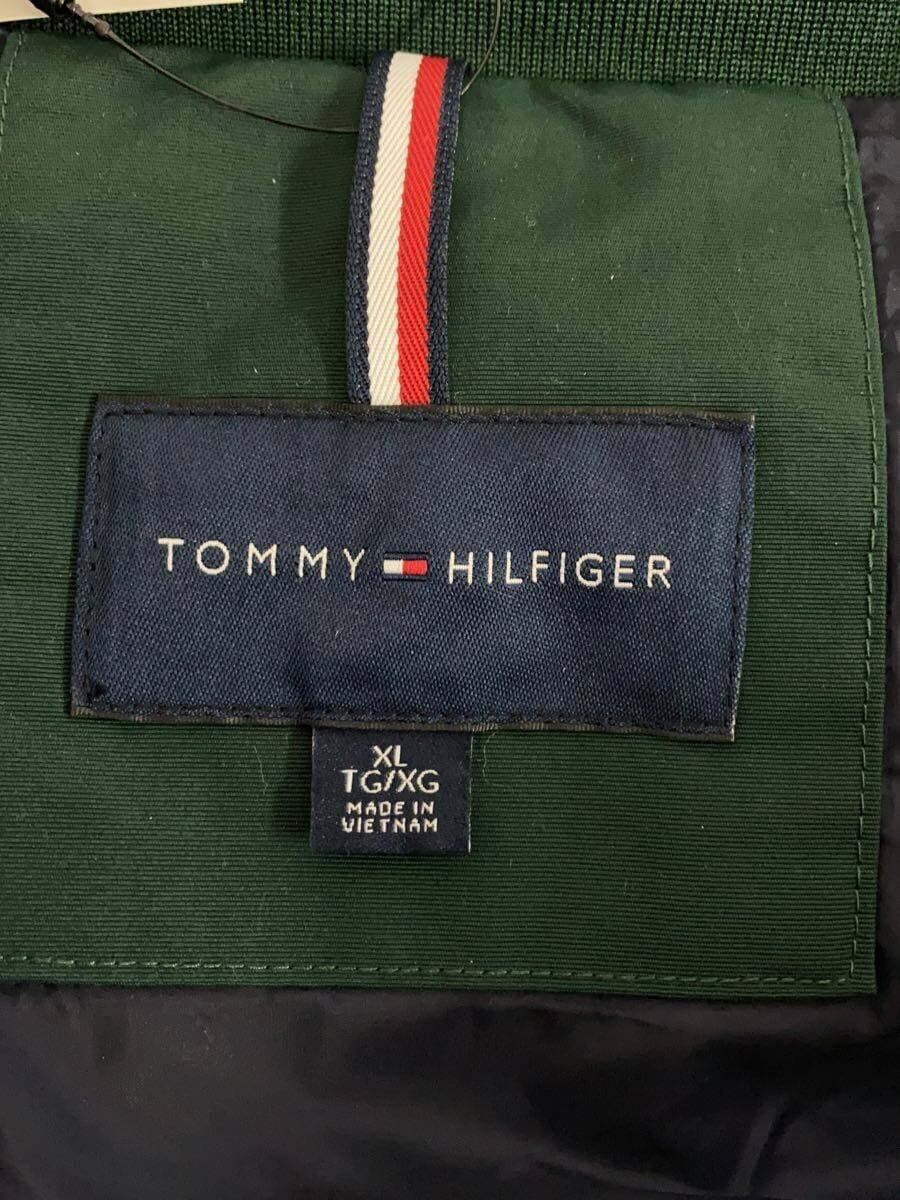 TOMMY HILFIGER
XL
TG/XG
MADE IN
VIETNAM